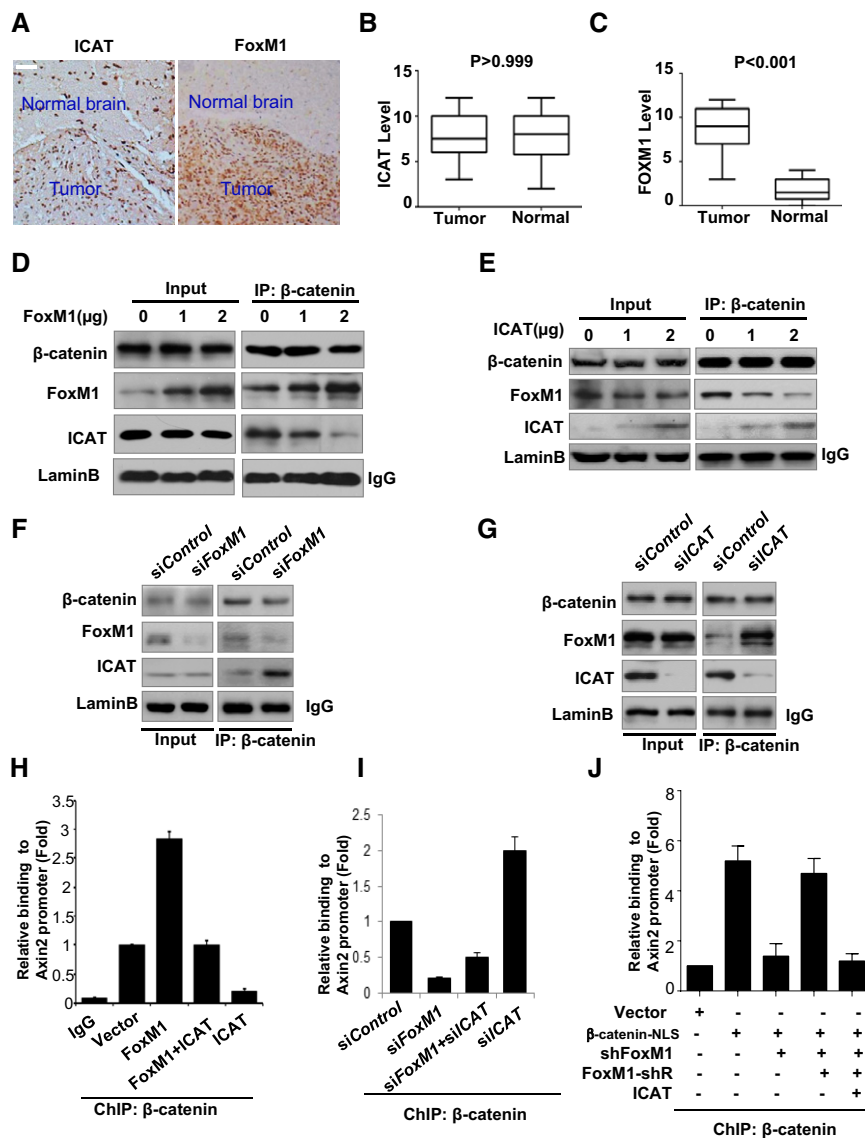 A
ICAT
FoxM1
Normal brain
Normal brain
Tumor
Tumor
B
P>0.999
ICAT Level
15
10
5
0
Tumor
Normal
C
P<0.001
FOXM1 Level
15
10
5
0
Tumor
Normal
D
Input
IP: β-catenin
FoxM1(μg)
0 1 2 0 1 2
β-catenin
FoxM1
ICAT
LaminB
IgG
E
Input
IP: β-catenin
ICAT(μg)
0 1 2 0 1 2
β-catenin
FoxM1
ICAT
LaminB
IgG
F
siControl
siFoxM1
siControl
siFoxM1
β-catenin
FoxM1
ICAT
LaminB
IgG
Input
IP: β-catenin
G
siControl
siICAT
siControl
siICAT
β-catenin
FoxM1
ICAT
LaminB
IgG
Input
IP: β-catenin
H
Relative binding to
Axin2 promoter (Fold)
3.5
3
2.5
2
1.5
1
0.5
0
IgG
Vector
FoxM1
FoxM1+ICAT
ICAT
ChIP: β-catenin
I
Relative binding to
Axin2 promoter (Fold)
2.5
2
1.5
1
0.5
0
siControl
siFoxM1
siFoxM1+siICAT
siICAT
ChIP: β-catenin
J
Relative binding to
Axin2 promoter (Fold)
8
6
4
2
0
Vector + - - - -
β-catenin-NLS - + + + +
shFoxM1 - - + + +
FoxM1-shR - - - + +
ICAT - - - - +
ChIP: β-catenin